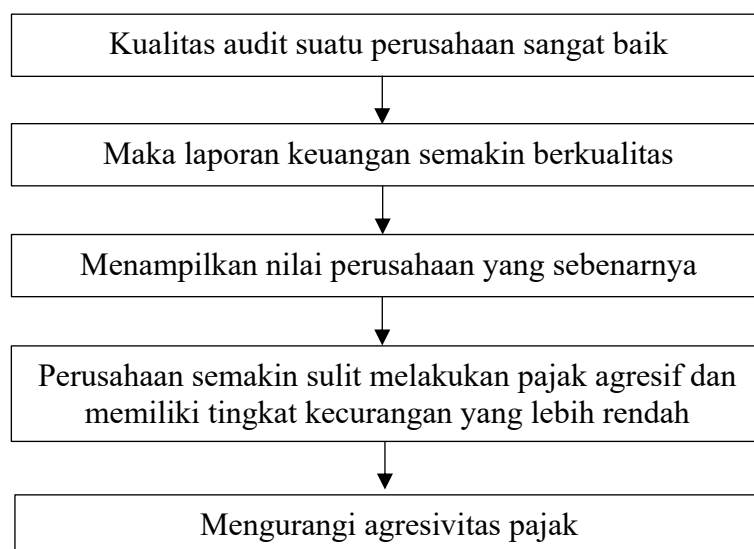 Kualitas audit suatu perusahaan sangat baik
Maka laporan keuangan semakin berkualitas
Menampilkan nilai perusahaan yang sebenarnya
Perusahaan semakin sulit melakukan pajak agresif dan
memiliki tingkat kecurangan yang lebih rendah
Mengurangi agresivitas pajak